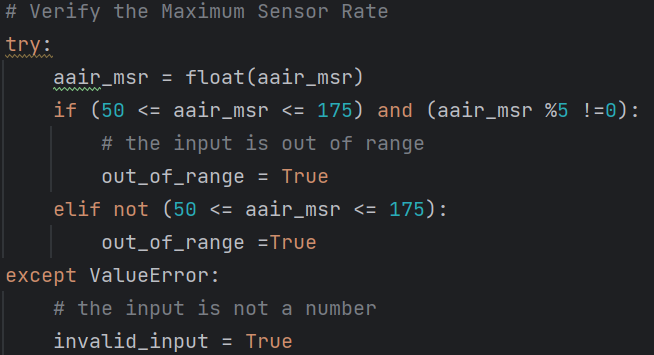 # Verify the Maximum Sensor Rate
try:
    aair_msr = float(aair_msr)
    if (50 <= aair_msr <= 175) and (aair_msr %5 !=0):
        # the input is out of range
        out_of_range = True
    elif not (50 <= aair_msr <= 175):
        out_of_range =True
except ValueError:
    # the input is not a number
    invalid_input = True